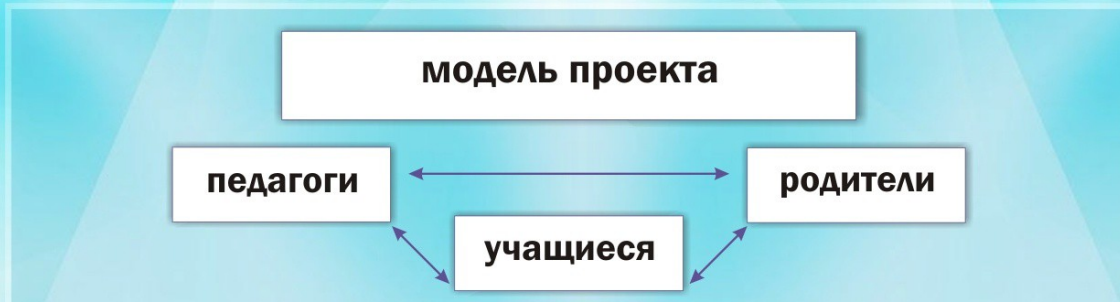 модель проекта
педагоги
родители
учащиеся